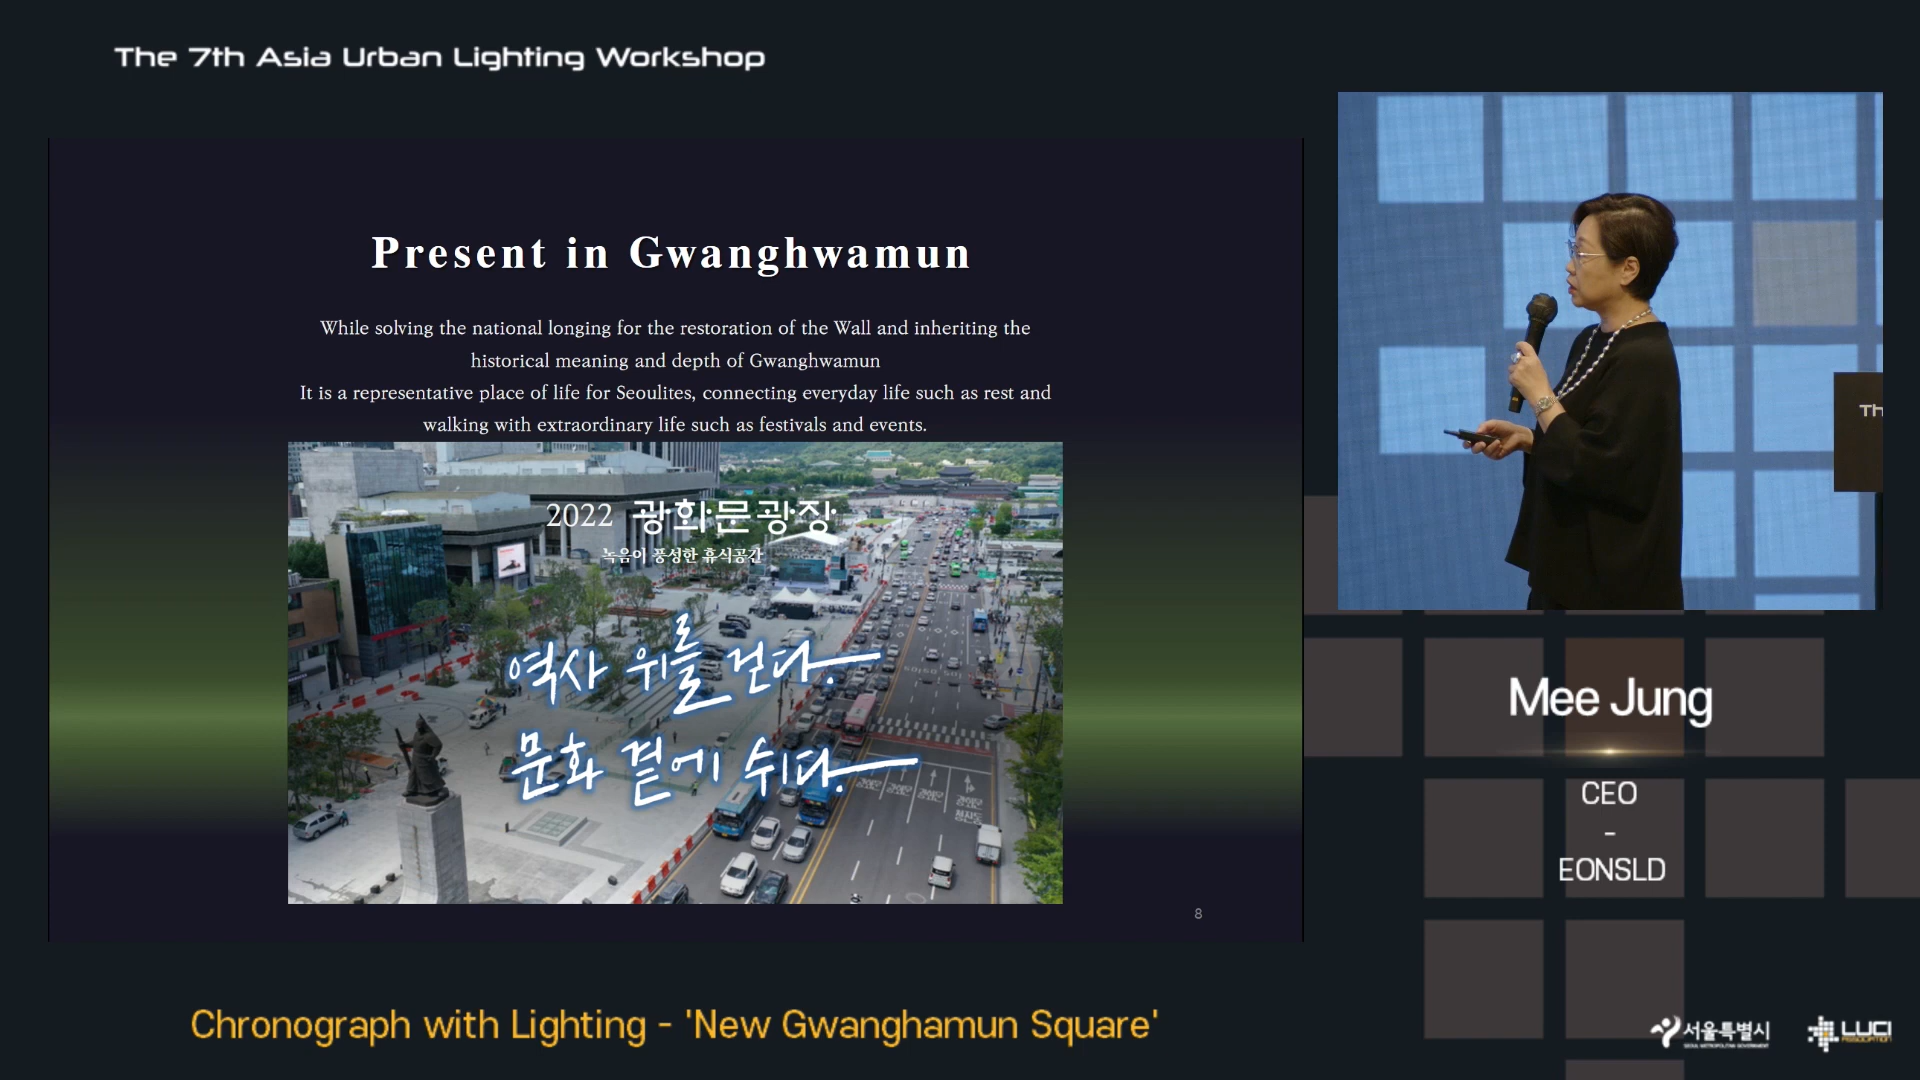 The 7th Asia Urban Lighting Workshop
Present in Gwanghwamun
While solving the national longing for the restoration of the Wall and inheriting the
historical meaning and depth of Gwanghwamun
It is a representative place of life for Seoulites, connecting everyday life such as rest and
walking with extraordinary life such as festivals and events.
2022 광화문광장
녹음이 풍성한 휴식공간
역사 위를 걷다.
문화 곁에 쉬다.
8
Th
Mee Jung
CEO
-
EONSLD
Chronograph with Lighting - 'New Gwanghamun Square'
서울특별시
SEOUL METROPOLITAN GOVERNMENT
LUCI
ASSOCIATION